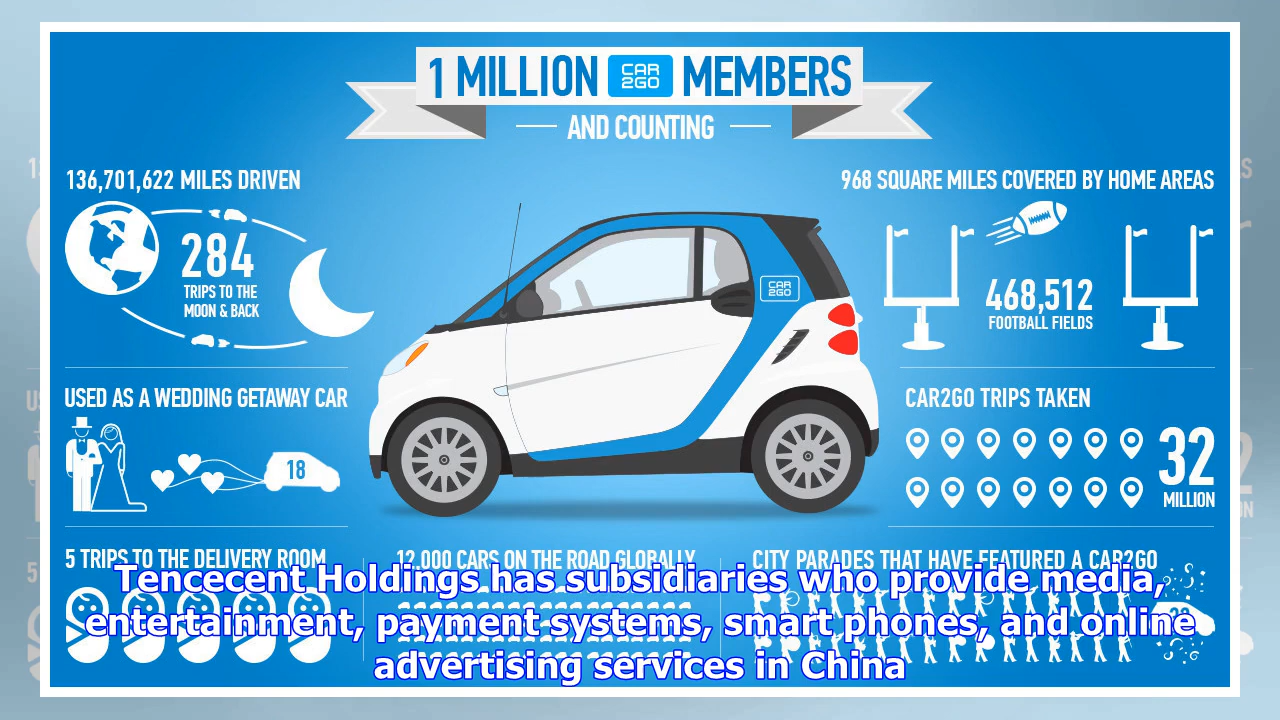 1 MILLION CAR2GO MEMBERS
AND COUNTING
136,701,622 MILES DRIVEN
284
TRIPS TO THE
MOON & BACK
968 SQUARE MILES COVERED BY HOME AREAS
468,512
FOOTBALL FIELDS
CAR
2GO
USED AS A WEDDING GETAWAY CAR
18
CAR2GO TRIPS TAKEN
32
MILLION
5 TRIPS TO THE DELIVERY ROOM
12,000 CARS ON THE ROAD GLOBALLY
CITY PARADES THAT HAVE FEATURED A CAR2GO
Tencecent Holdings has subsidiaries who provide media,
entertainment, payment systems, smart phones, and online
advertising services in China